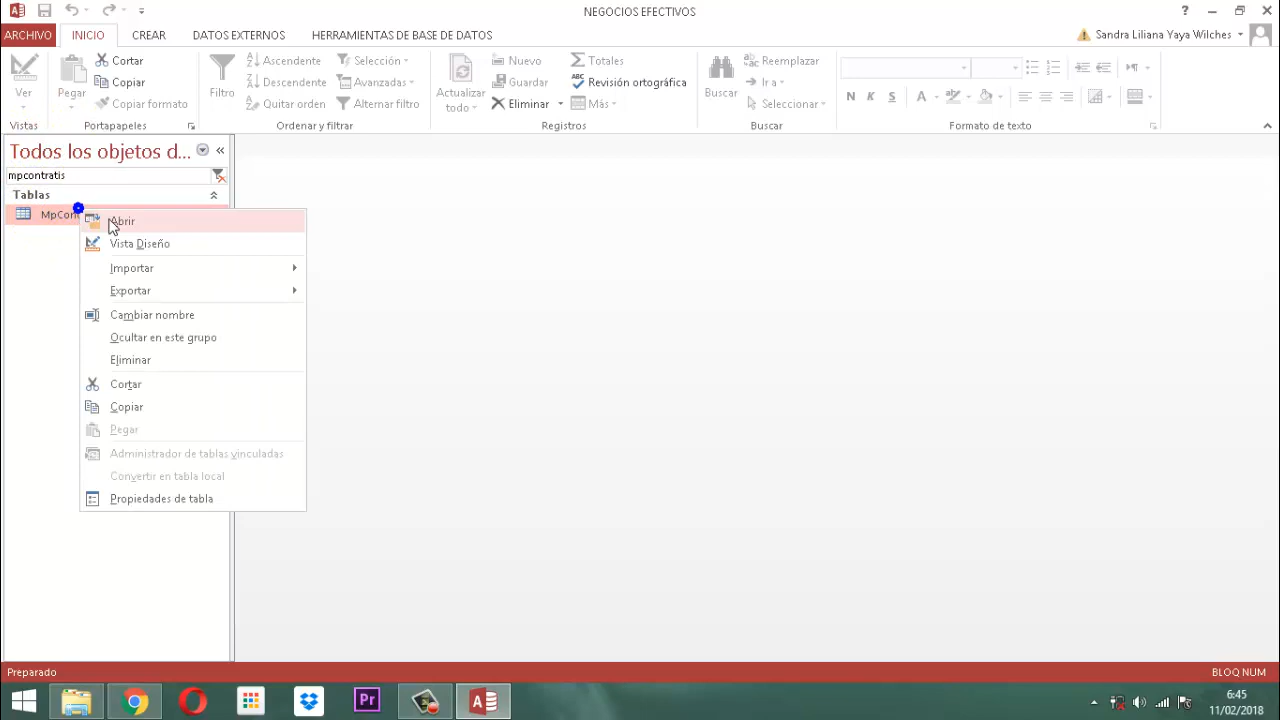 NEGOCIOS EFECTIVOS
?
ARCHIVO INICIO CREAR DATOS EXTERNOS HERRAMIENTAS DE BASE DE DATOS Sandra Liliana Yaya Wilches
Ver
Vistas
Pegar
Cortar
Copiar
Copiar formato
Portapapeles
Filtro
Ascendente
Descendente
Quitar orden
Selección
Avanzadas
Alternar filtro
Ordenar y filtrar
Actualizar
todo
Nuevo
Guardar
Eliminar
Totales
Revisión ortográfica
Más
Registros
Buscar
Reemplazar
Ir a
Seleccionar
Buscar
N K S A
Formato de texto
Todos los objetos d...
mpcontratis
Tablas
Abrir
Vista Diseño
Importar
Exportar
Cambiar nombre
Ocultar en este grupo
Eliminar
Cortar
Copiar
Pegar
Administrador de tablas vinculadas
Convertir en tabla local
Propiedades de tabla
Preparado BLOQ NUM
Pr
6:45
11/02/2018